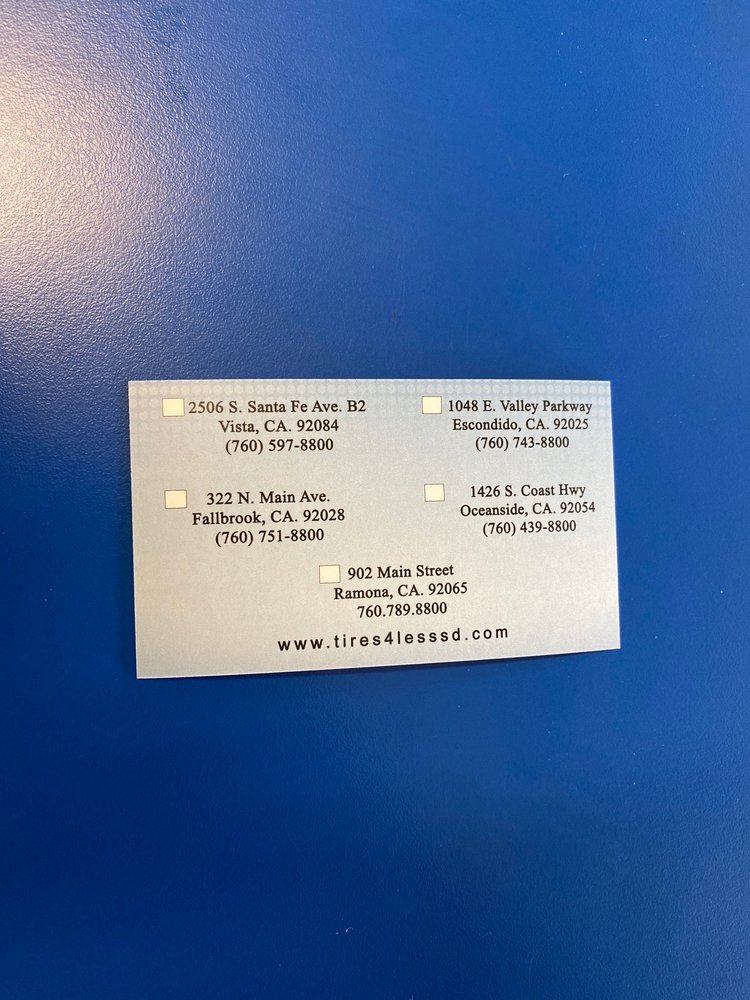 2506 S. Santa Fe Ave. B2
Vista, CA. 92084
(760) 597-8800
1048 E. Valley Parkway
Escondido, CA. 92025
(760) 743-8800
322 N. Main Ave.
Fallbrook, CA. 92028
(760) 751-8800
1426 S. Coast Hwy
Oceanside, CA. 92054
(760) 439-8800
902 Main Street
Ramona, CA. 92065
760.789.8800
www.tires4lesssd.com